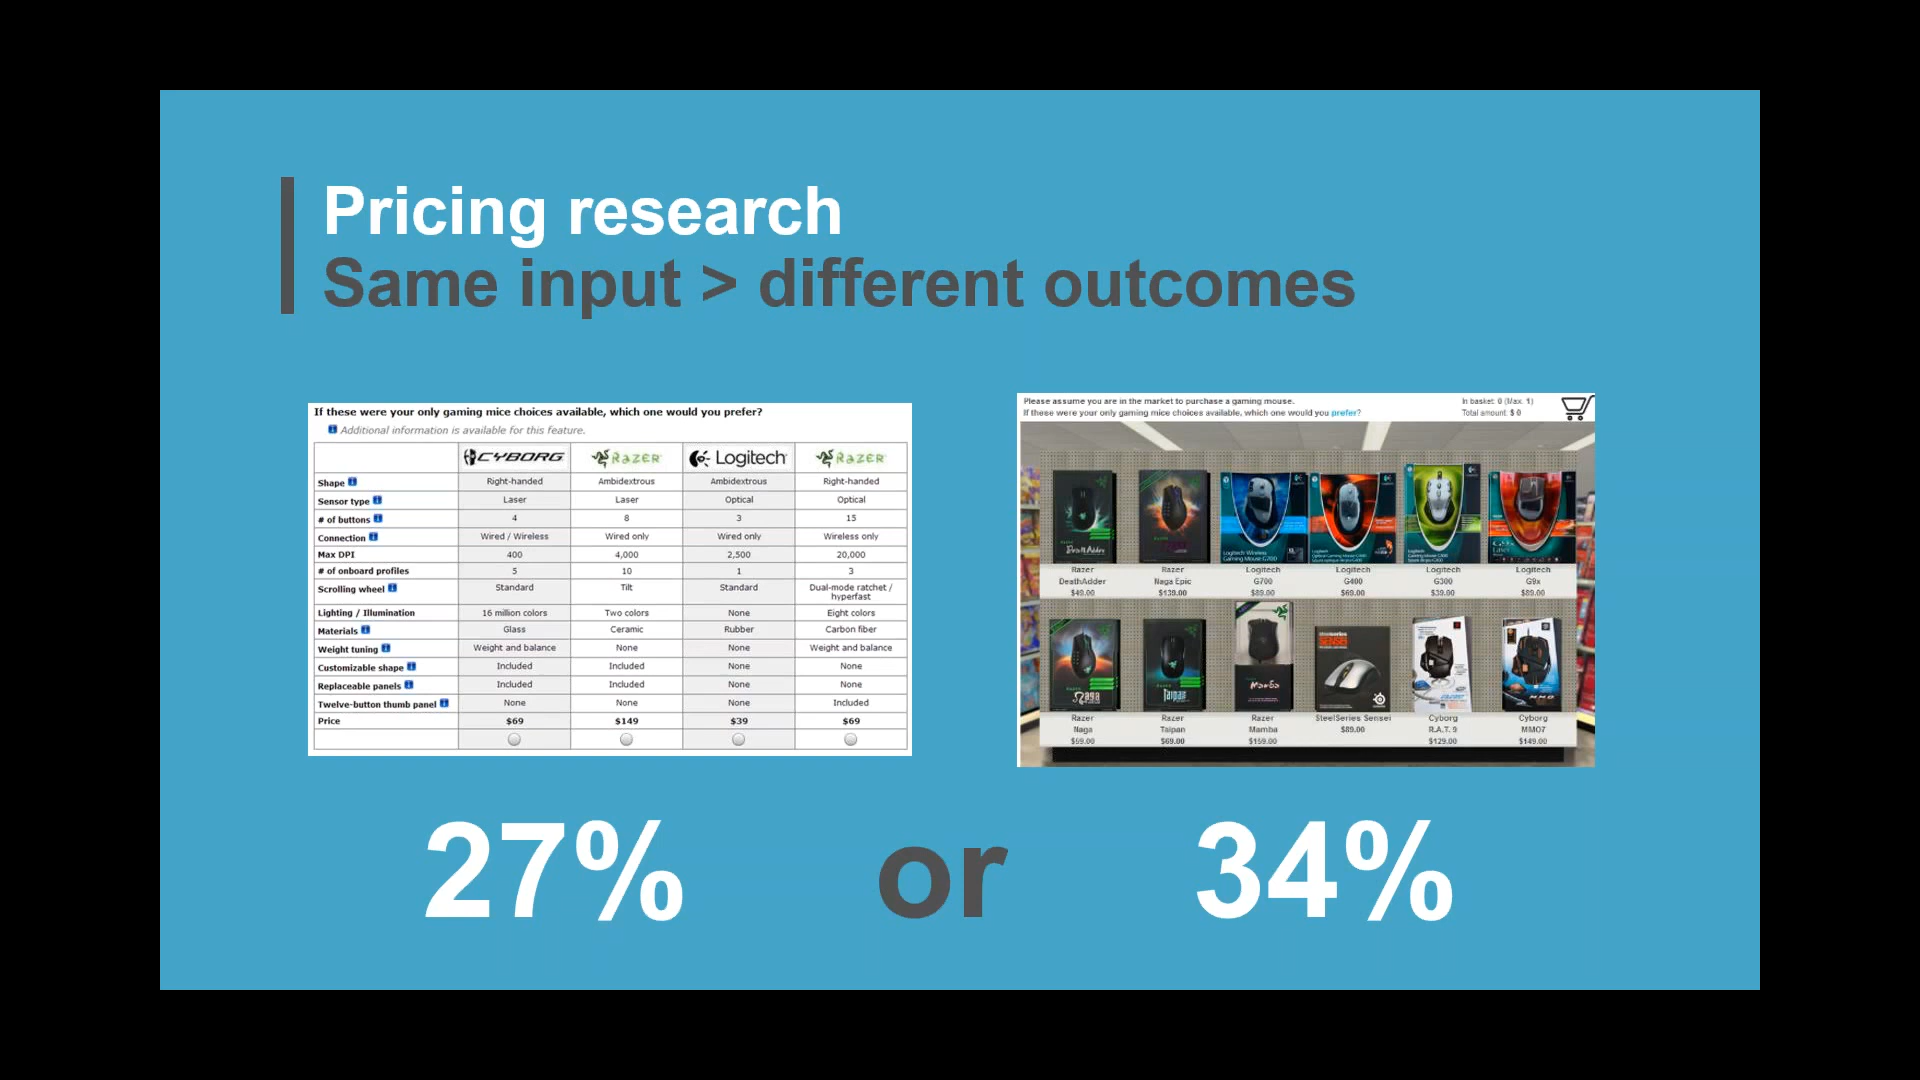 Pricing research
Same input > different outcomes
If these were your only gaming mice choices available, which one would you prefer?
Additional information is available for this feature.
CYBORG RAZER Logitech RAZER
Shape Right-handed Ambidextrous Ambidextrous Right-handed
Sensor type Laser Laser Optical Optical
# of buttons 4 8 3 15
Connection Wired / Wireless Wired only Wired only Wireless only
Max DPI 400 4,000 2,500 20,000
# of onboard profiles 5 10 1 3
Scrolling wheel Standard Tilt Standard Dual-mode ratchet /
hyperfast
Lighting / Illumination 16 million colors Two colors None Eight colors
Materials Glass Ceramic Rubber Carbon fiber
Weight tuning Weight and balance None None Weight and balance
Customizable shape Included Included None None
Replaceable panels Included Included None None
Twelve-button thumb panel None None None Included
Price $69 $149 $39 $69
Please assume you are in the market to purchase a gaming mouse.
If these were your only gaming mice choices available, which one would you prefer?
In basket: 0 (Max. 1)
Total amount: $ 0
Razer Razer Logitech Logitech Logitech Logitech
DeathAdder Naga Epic G700 G400 G300 G9x
$49.00 $139.00 $89.00 $69.00 $39.00 $89.00
Razer Razer Razer SteelSeries Sensei Cyborg Cyborg
Naga Taipan Mamba $89.00 R.A.T. 9 MMO7
$59.00 $69.00 $159.00 $129.00 $149.00
27% or 34%